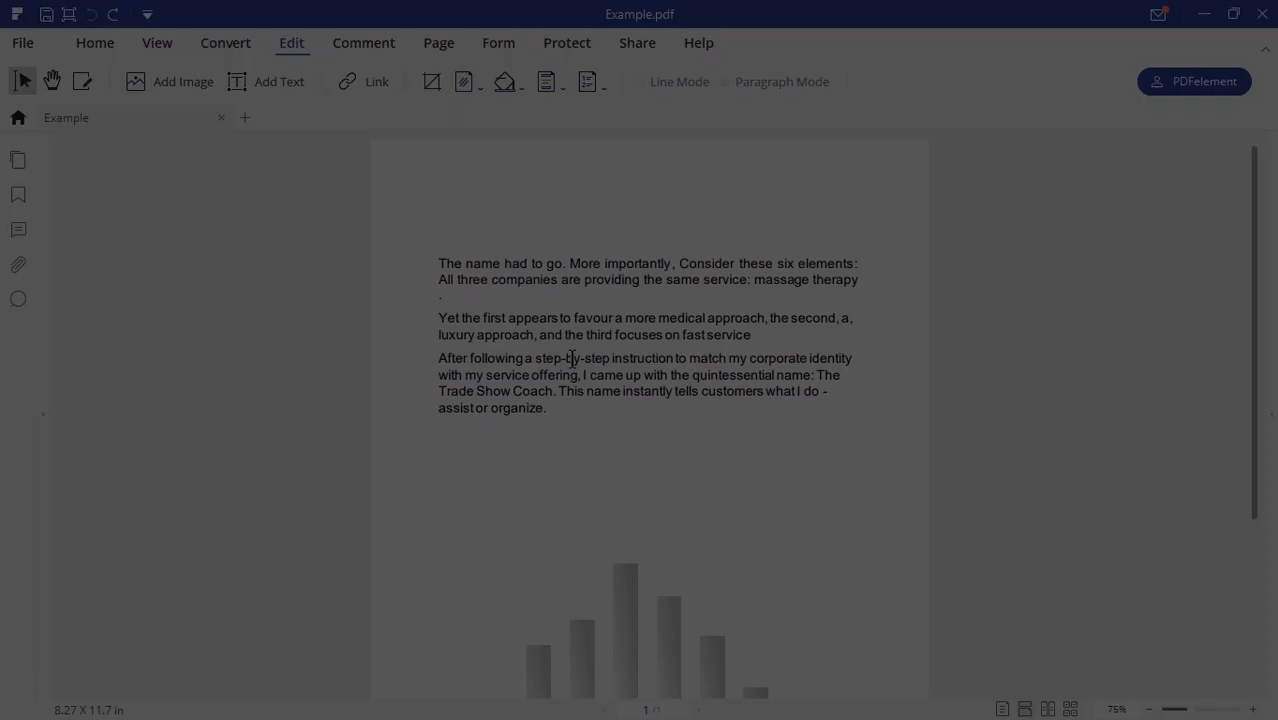 Example.pdf
File Home View Convert Edit Comment Page Form Protect Share Help
Add Image T Add Text Link Line Mode Paragraph Mode PDFelement
Example
The name had to go. More importantly, Consider these six elements:
All three companies are providing the same service: massage therapy
.
Yet the first appears to favour a more medical approach, the second, a,
luxury approach, and the third focuses on fast service
After following a step-by-step instruction to match my corporate identity
with my service offering, I came up with the quintessential name: The
Trade Show Coach. This name instantly tells customers what I do -
assist or organize.
8.27 X 11.7 in 1 /1 75%